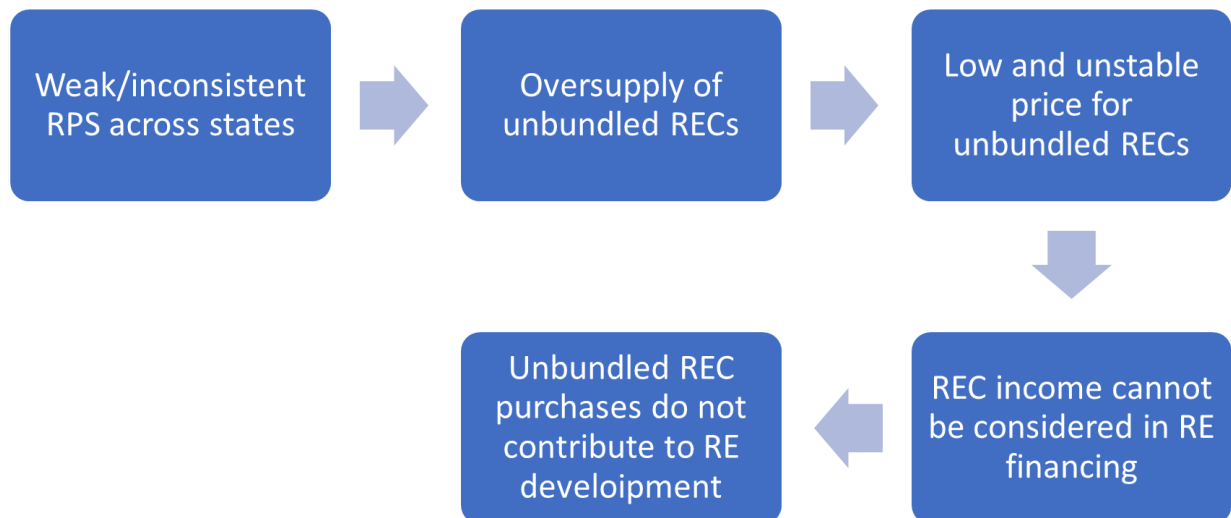 Weak/inconsistent
RPS across states
Oversupply of
unbundled RECs
Low and unstable
price for
unbundled RECs
REC income cannot
be considered in RE
financing
Unbundled REC
purchases do not
contribute to RE
develoipment